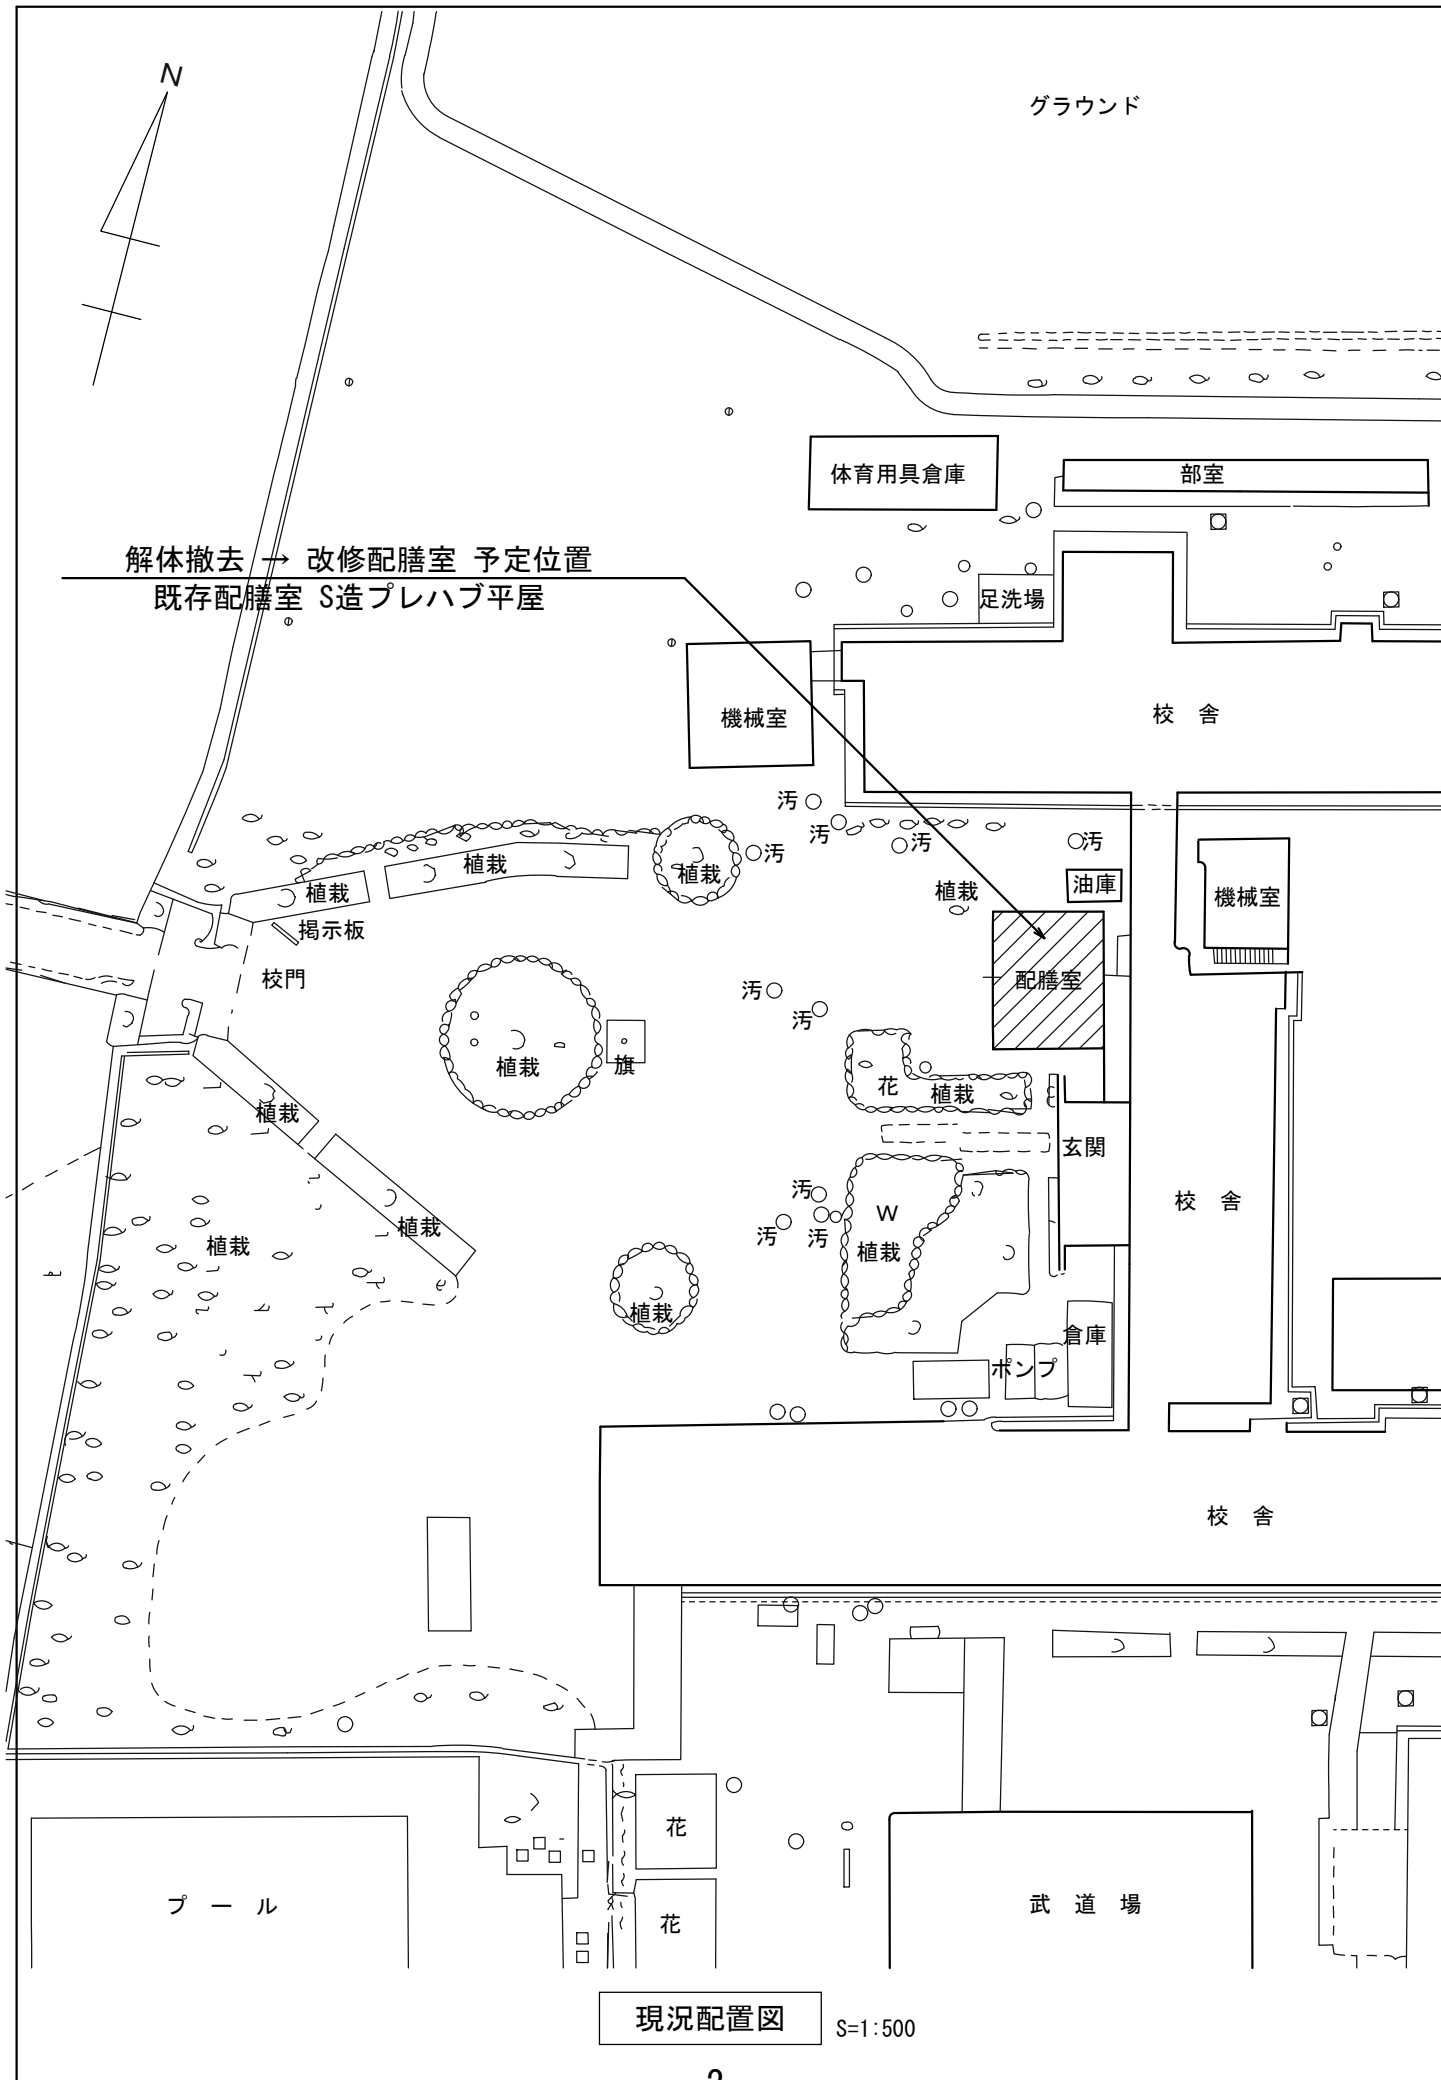 N
グラウンド
体育用具倉庫
部室
解体撤去 → 改修配膳室 予定位置
既存配膳室 S造プレハブ平屋
足洗場
機械室
校 舎
汚
汚
汚
汚
汚
植栽
植栽
植栽
植栽
油庫
機械室
掲示板
校門
配膳室
汚
汚
植栽
旗
花
植栽
植栽
玄関
汚
汚
汚
W
植栽
校 舎
植栽
植栽
植栽
倉庫
ポンプ
校 舎
花
プ ー ル
花
武 道 場
現況配置図
S=1:500